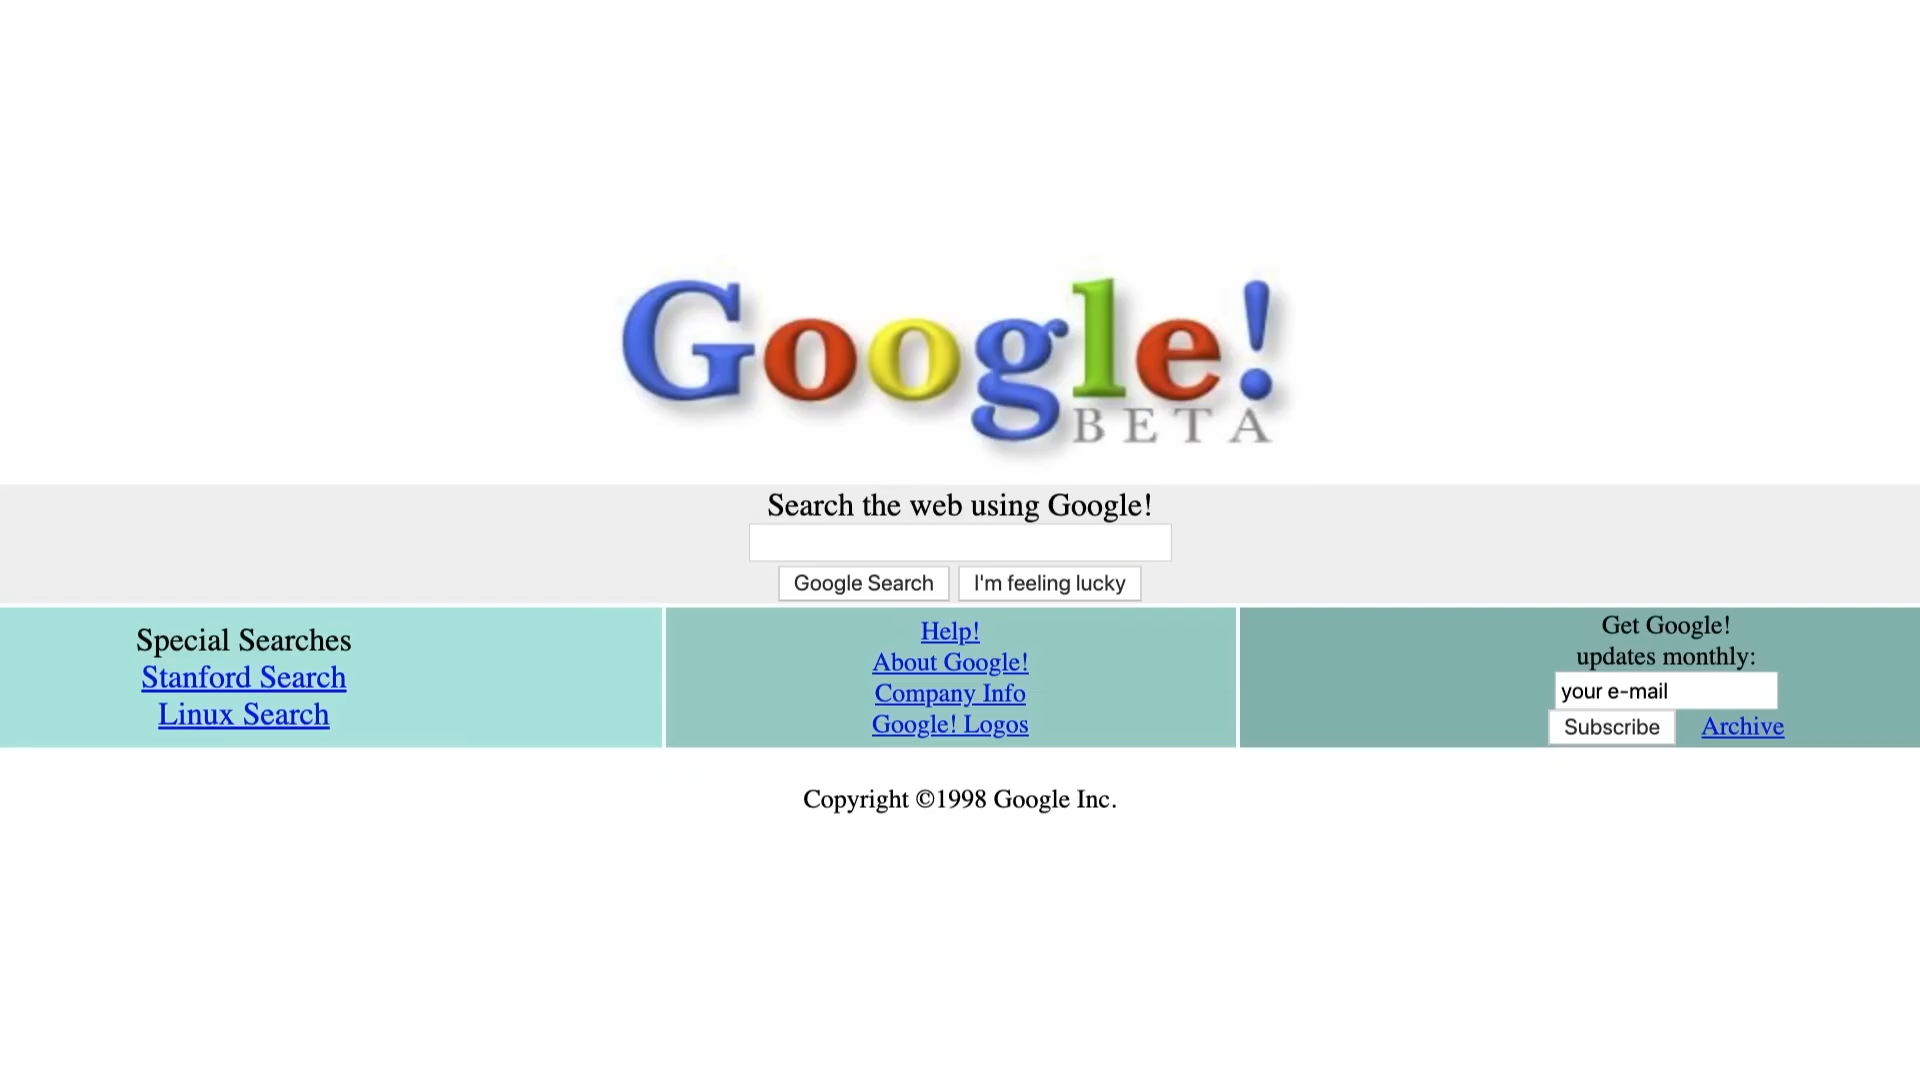 Google!
BETA
Search the web using Google!
Google Search I'm feeling lucky
Special Searches
Stanford Search
Linux Search
Help!
About Google!
Company Info
Google! Logos
Get Google!
updates monthly:
your e-mail
Subscribe Archive
Copyright ©1998 Google Inc.